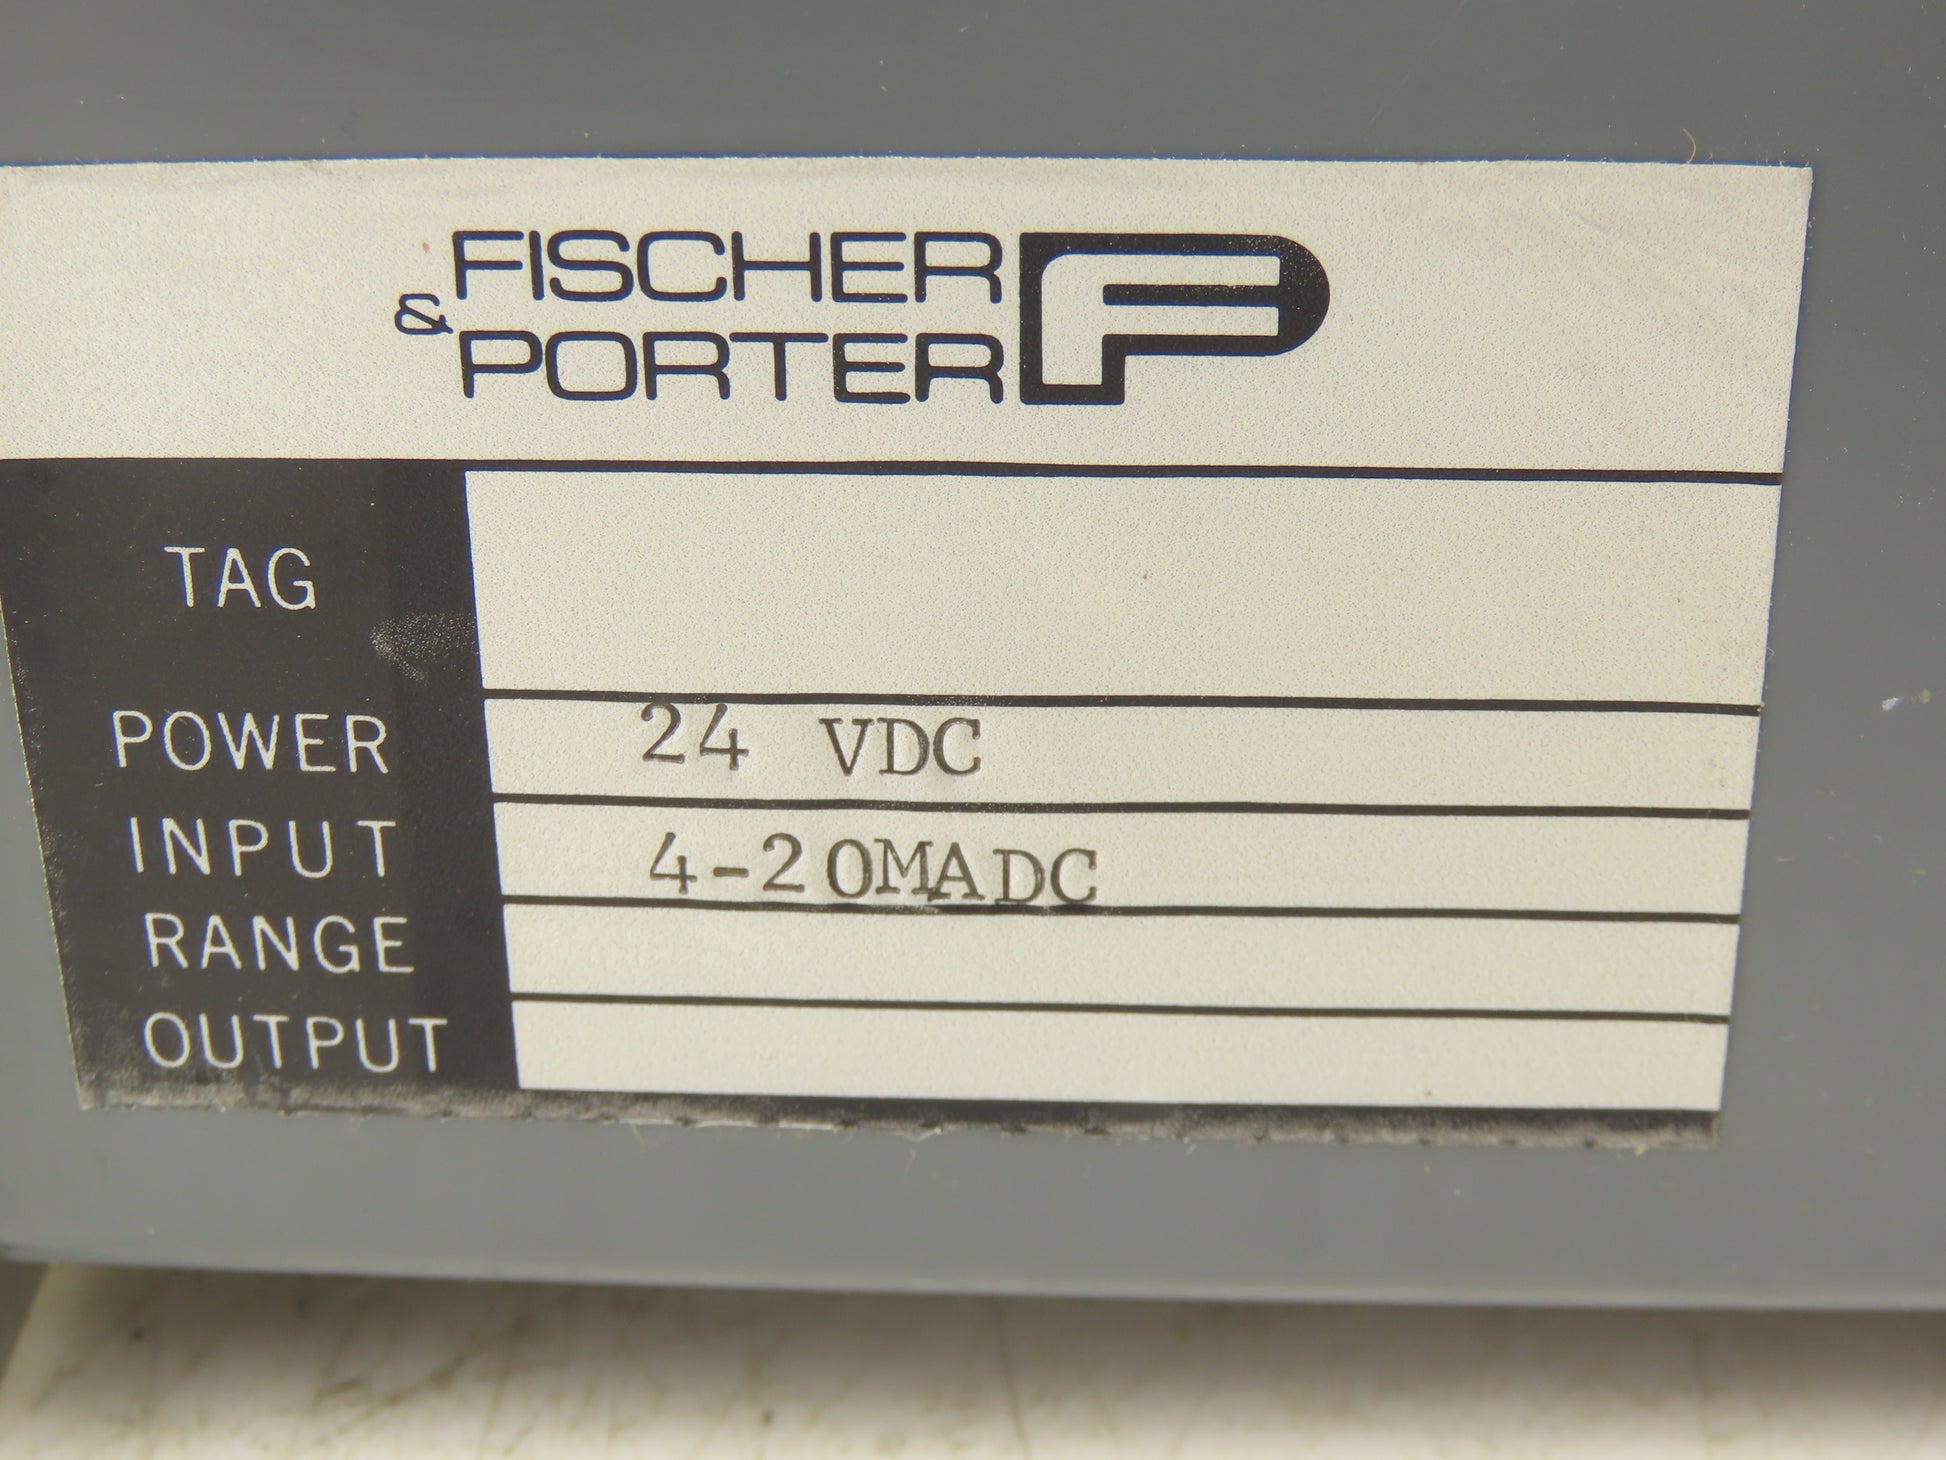 FISCHER
& PORTER
TAG
POWER 24 VDC
INPUT 4-20MADC
RANGE
OUTPUT